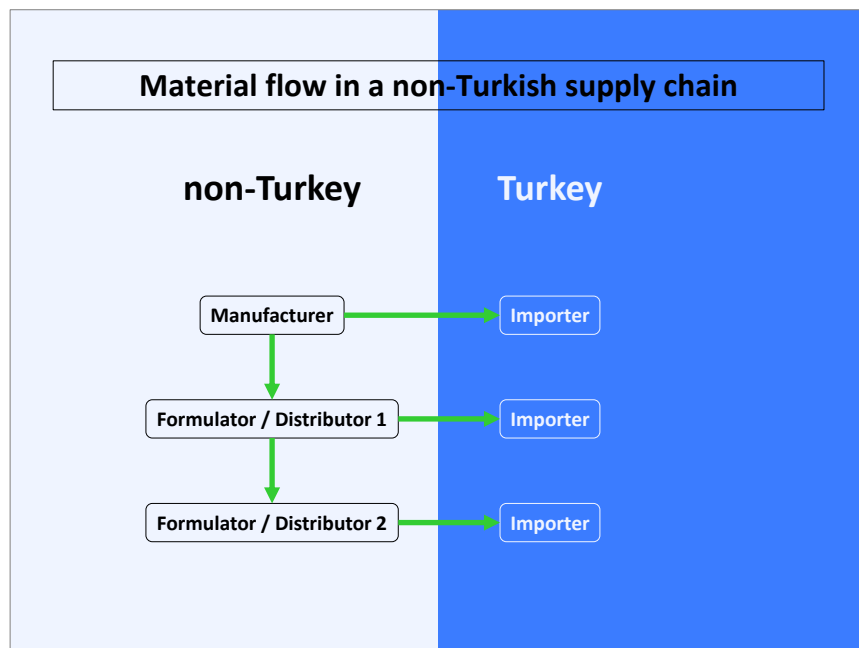 Material flow in a non-Turkish supply chain
non-Turkey
Turkey
Manufacturer
Importer
Formulator / Distributor 1
Importer
Formulator / Distributor 2
Importer